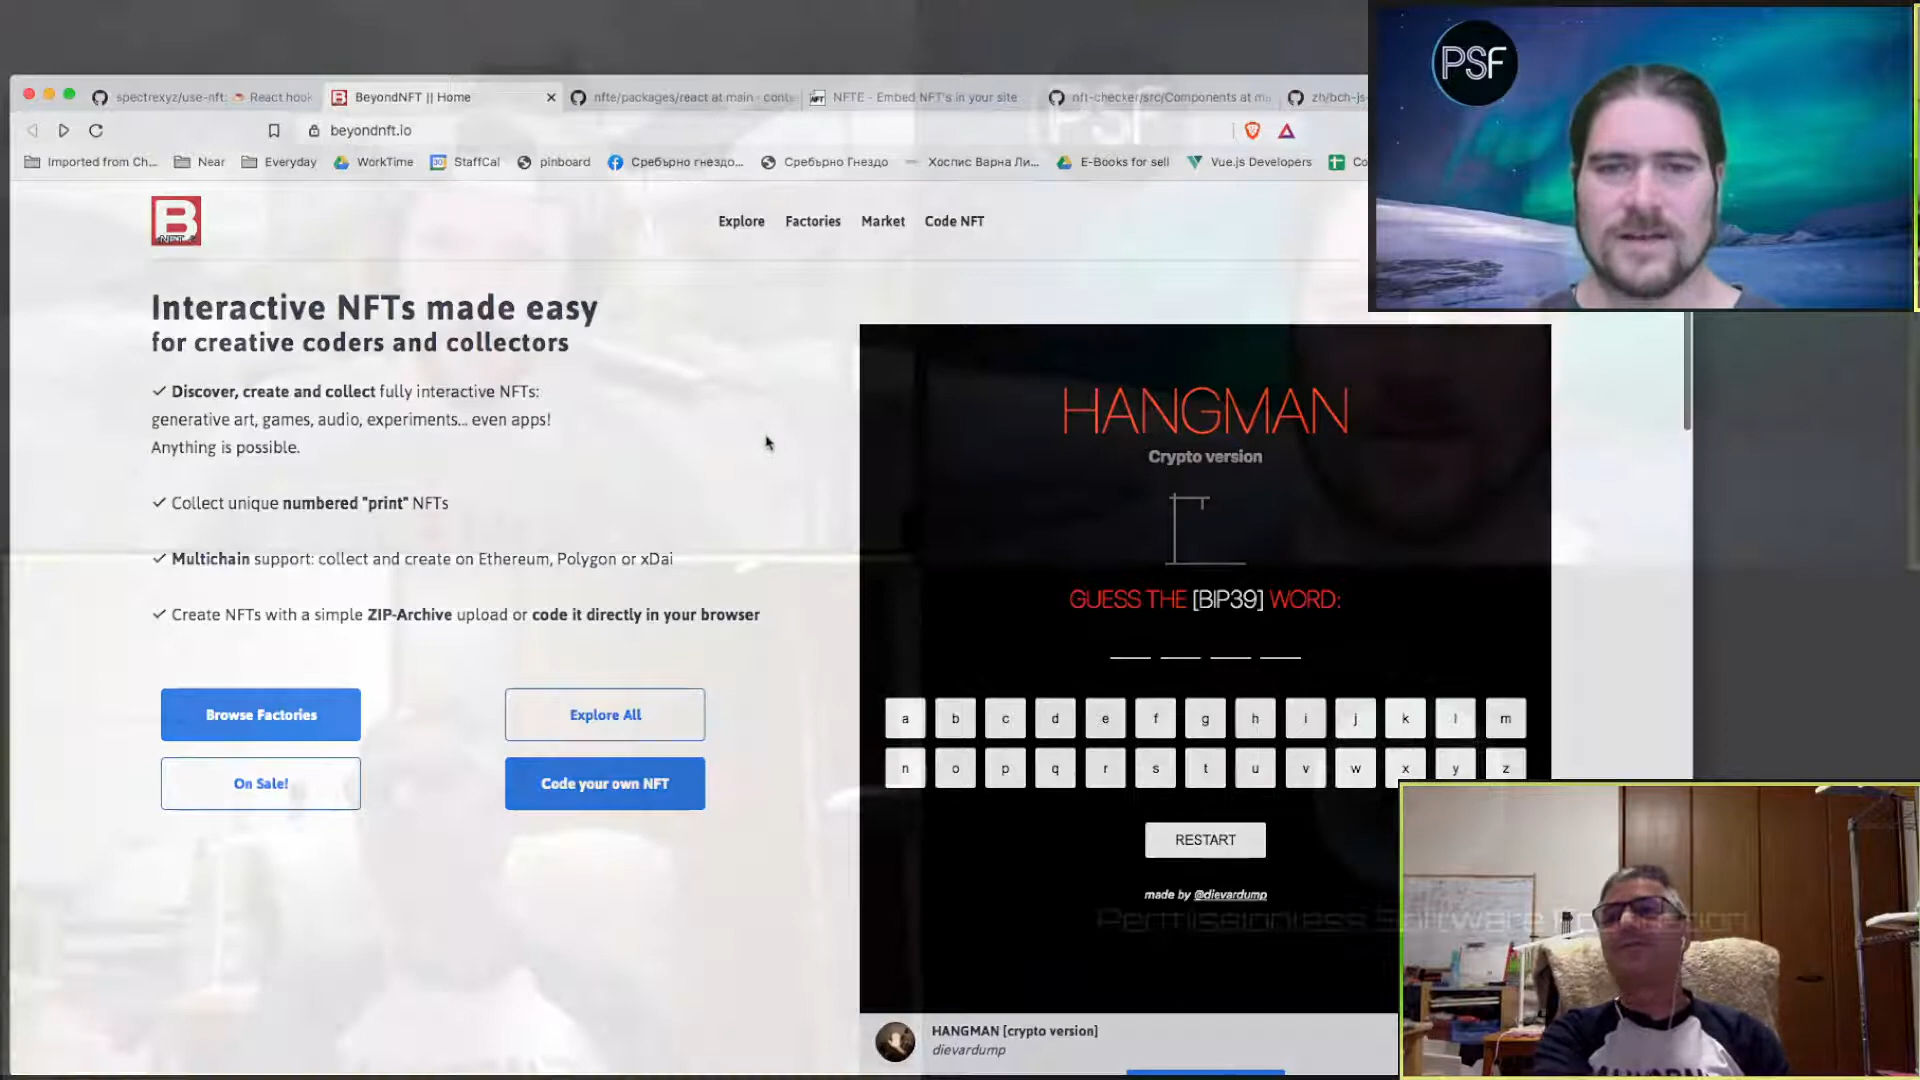 spectrexyz/use-nft: React hook
BeyondNFT || Home
nfte/packages/react at main · cont
NFTE - Embed NFT's in your site
nft-checker/src/Components at m
zh/bch-js-
beyondnft.io
Imported from Ch...
Near
Everyday
WorkTime
StaffCal
pinboard
Сребърно гнездо...
Сребърно Гнездо
Хоспис Варна Ли...
E-Books for sell
Vue.js Developers
Co
PSF
B
NFT
Explore
Factories
Market
Code NFT
Interactive NFTs made easy
for creative coders and collectors
✓ Discover, create and collect fully interactive NFTs:
generative art, games, audio, experiments... even apps!
Anything is possible.
✓ Collect unique numbered "print" NFTs
✓ Multichain support: collect and create on Ethereum, Polygon or xDai
✓ Create NFTs with a simple ZIP-Archive upload or code it directly in your browser
Browse Factories
Explore All
On Sale!
Code your own NFT
HANGMAN
Crypto version
GUESS THE [BIP39] WORD:
a b c d e f g h i j k l m
n o p q r s t u v w x y z
RESTART
made by @dievardump
Permissionless Software Foundation
HANGMAN [crypto version]
dievardump